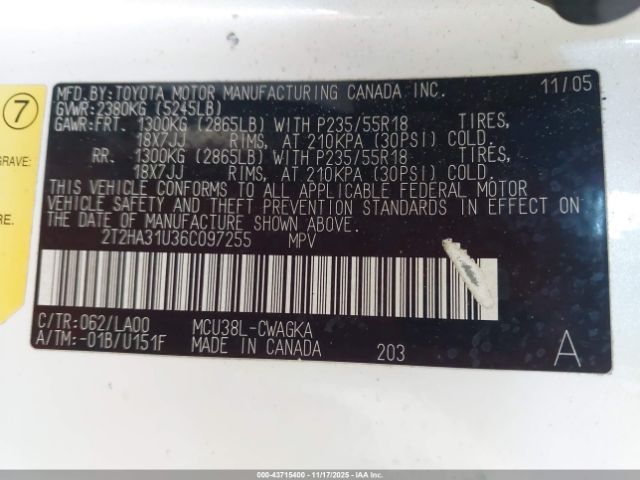 MFD.BY: TOYOTA MOTOR MANUFACTURING CANADA INC. 11/05
GVWR: 2380KG (5245LB)
GAWR: FRT. 1300KG (2865LB) WITH P235/55R18 TIRES,
18X7JJ RIMS, AT 210KPA (30PSI) COLD.
RR. 1300KG (2865LB) WITH P235/55R18 TIRES,
18X7JJ RIMS, AT 210KPA (30PSI) COLD.
THIS VEHICLE CONFORMS TO ALL APPLICABLE FEDERAL MOTOR
VEHICLE SAFETY AND THEFT PREVENTION STANDARDS IN EFFECT ON
THE DATE OF MANUFACTURE SHOWN ABOVE.
2T2HA31U36C097255 MPV
C/TR: 062/LA00 MCU38L-CWAGKA
A/TM: -01B/U151F MADE IN CANADA 203 A
7
GRAVE:
000-43715400 - 11/17/2025 - IAA Inc.